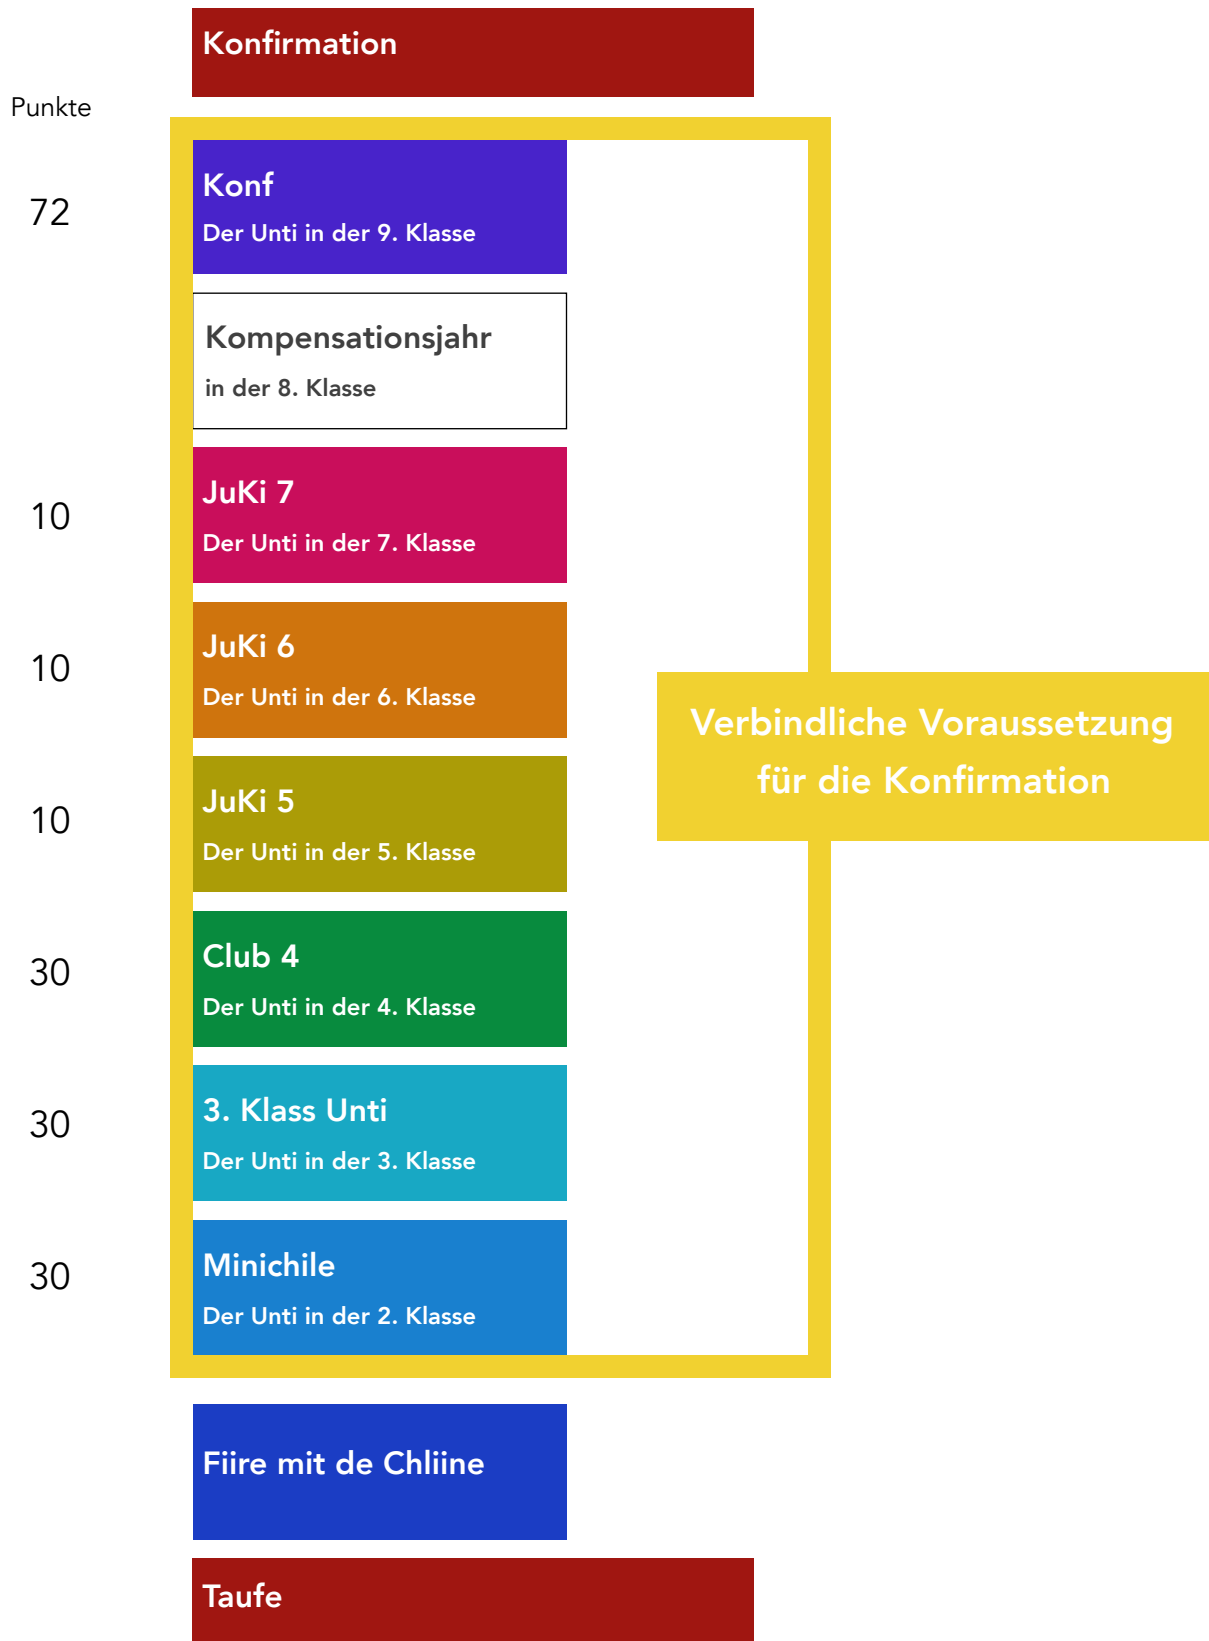 Konfirmation
Punkte
72
Konf
Der Unti in der 9. Klasse
Kompensationsjahr
in der 8. Klasse
10
JuKi 7
Der Unti in der 7. Klasse
10
JuKi 6
Der Unti in der 6. Klasse
Verbindliche Voraussetzung
für die Konfirmation
10
JuKi 5
Der Unti in der 5. Klasse
30
Club 4
Der Unti in der 4. Klasse
30
3. Klass Unti
Der Unti in der 3. Klasse
30
Minichile
Der Unti in der 2. Klasse
Fiire mit de Chliine
Taufe